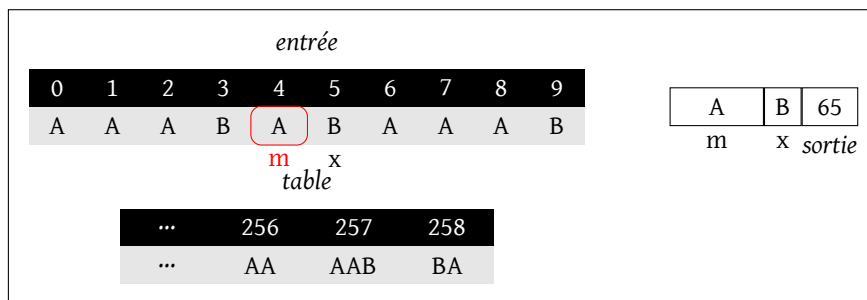 entrée
0 1 2 3 4 5 6 7 8 9
A A A B A B A A A B
m x
A B 65
m x sortie
table
... 256 257 258
... AA AAB BA